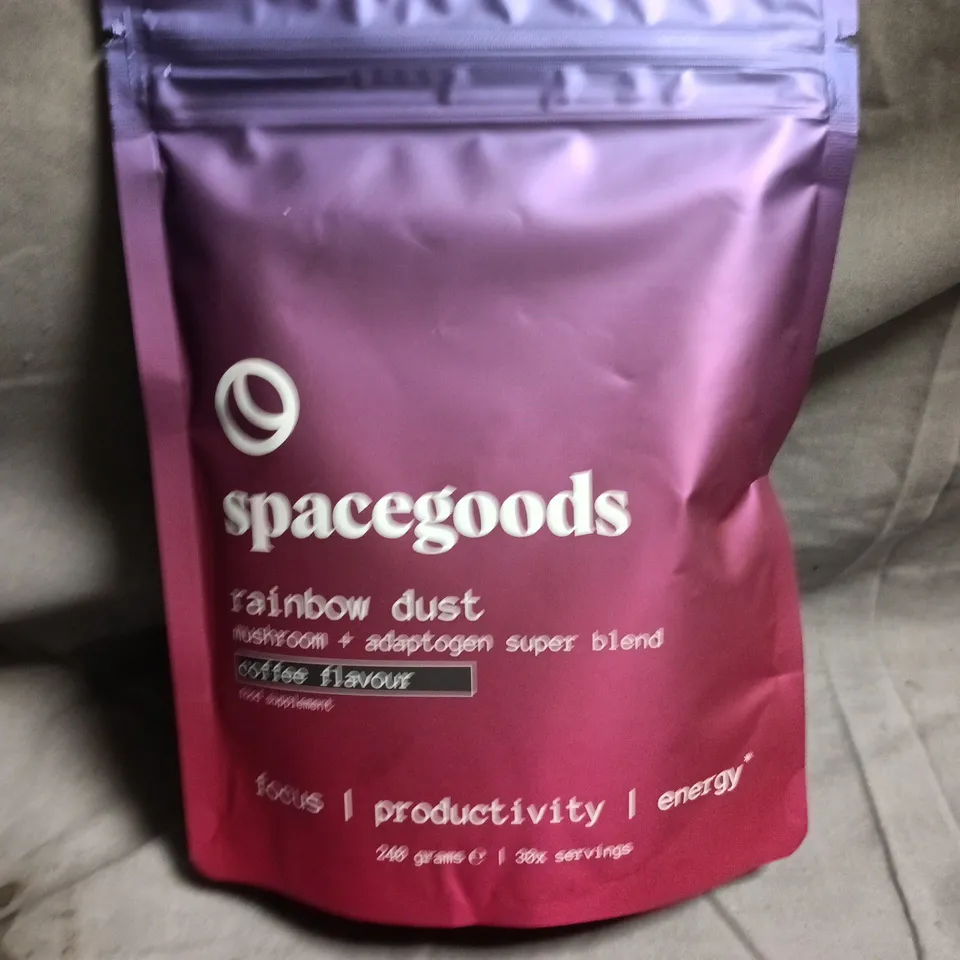 spacegoods
rainbow dust
mushroom + adaptogen super blend
coffee flavour
food supplement
focus | productivity | energy*
240 grams ℮ | 30x servings